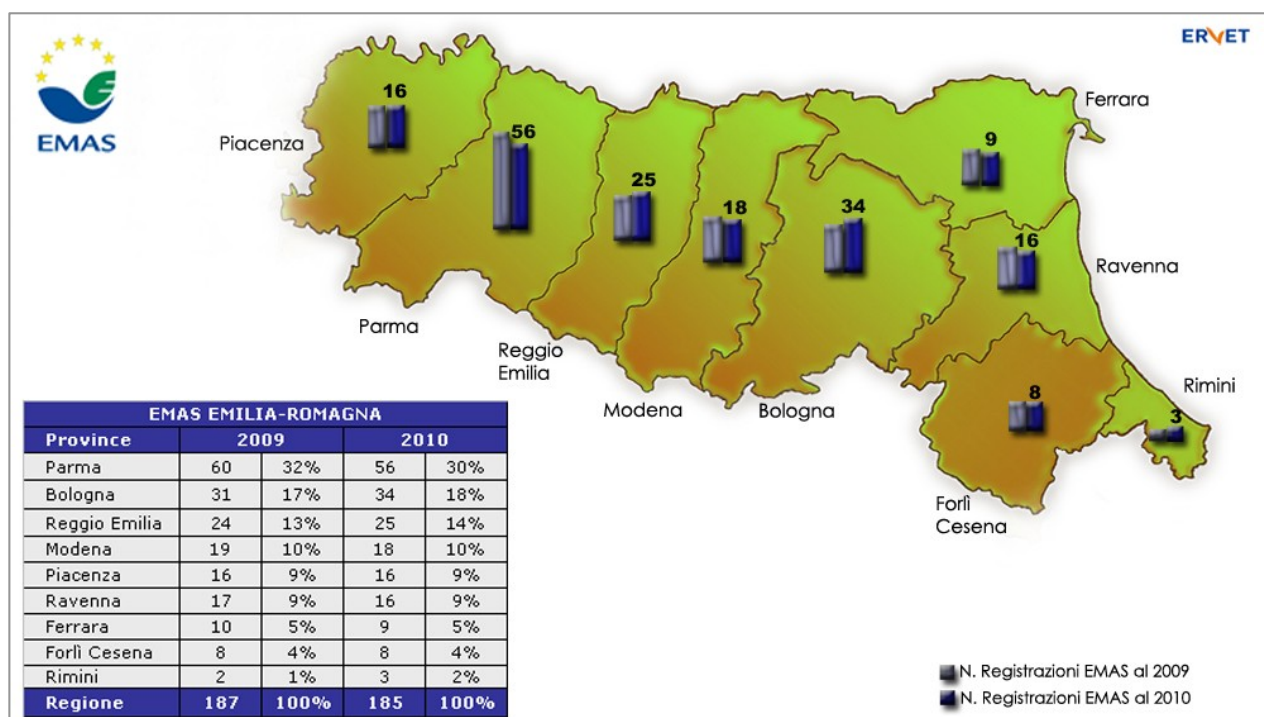 ERVET
EMAS
Piacenza
16
56
25
18
34
9
Ferrara
16
Ravenna
Parma
Reggio
Emilia
Modena
Bologna
8
Rimini
3
Forlì
Cesena
EMAS EMILIA-ROMAGNA
Province 2009 2010
Parma 60 32% 56 30%
Bologna 31 17% 34 18%
Reggio Emilia 24 13% 25 14%
Modena 19 10% 18 10%
Piacenza 16 9% 16 9%
Ravenna 17 9% 16 9%
Ferrara 10 5% 9 5%
Forlì Cesena 8 4% 8 4%
Rimini 2 1% 3 2%
Regione 187 100% 185 100%
N. Registrazioni EMAS al 2009
N. Registrazioni EMAS al 2010